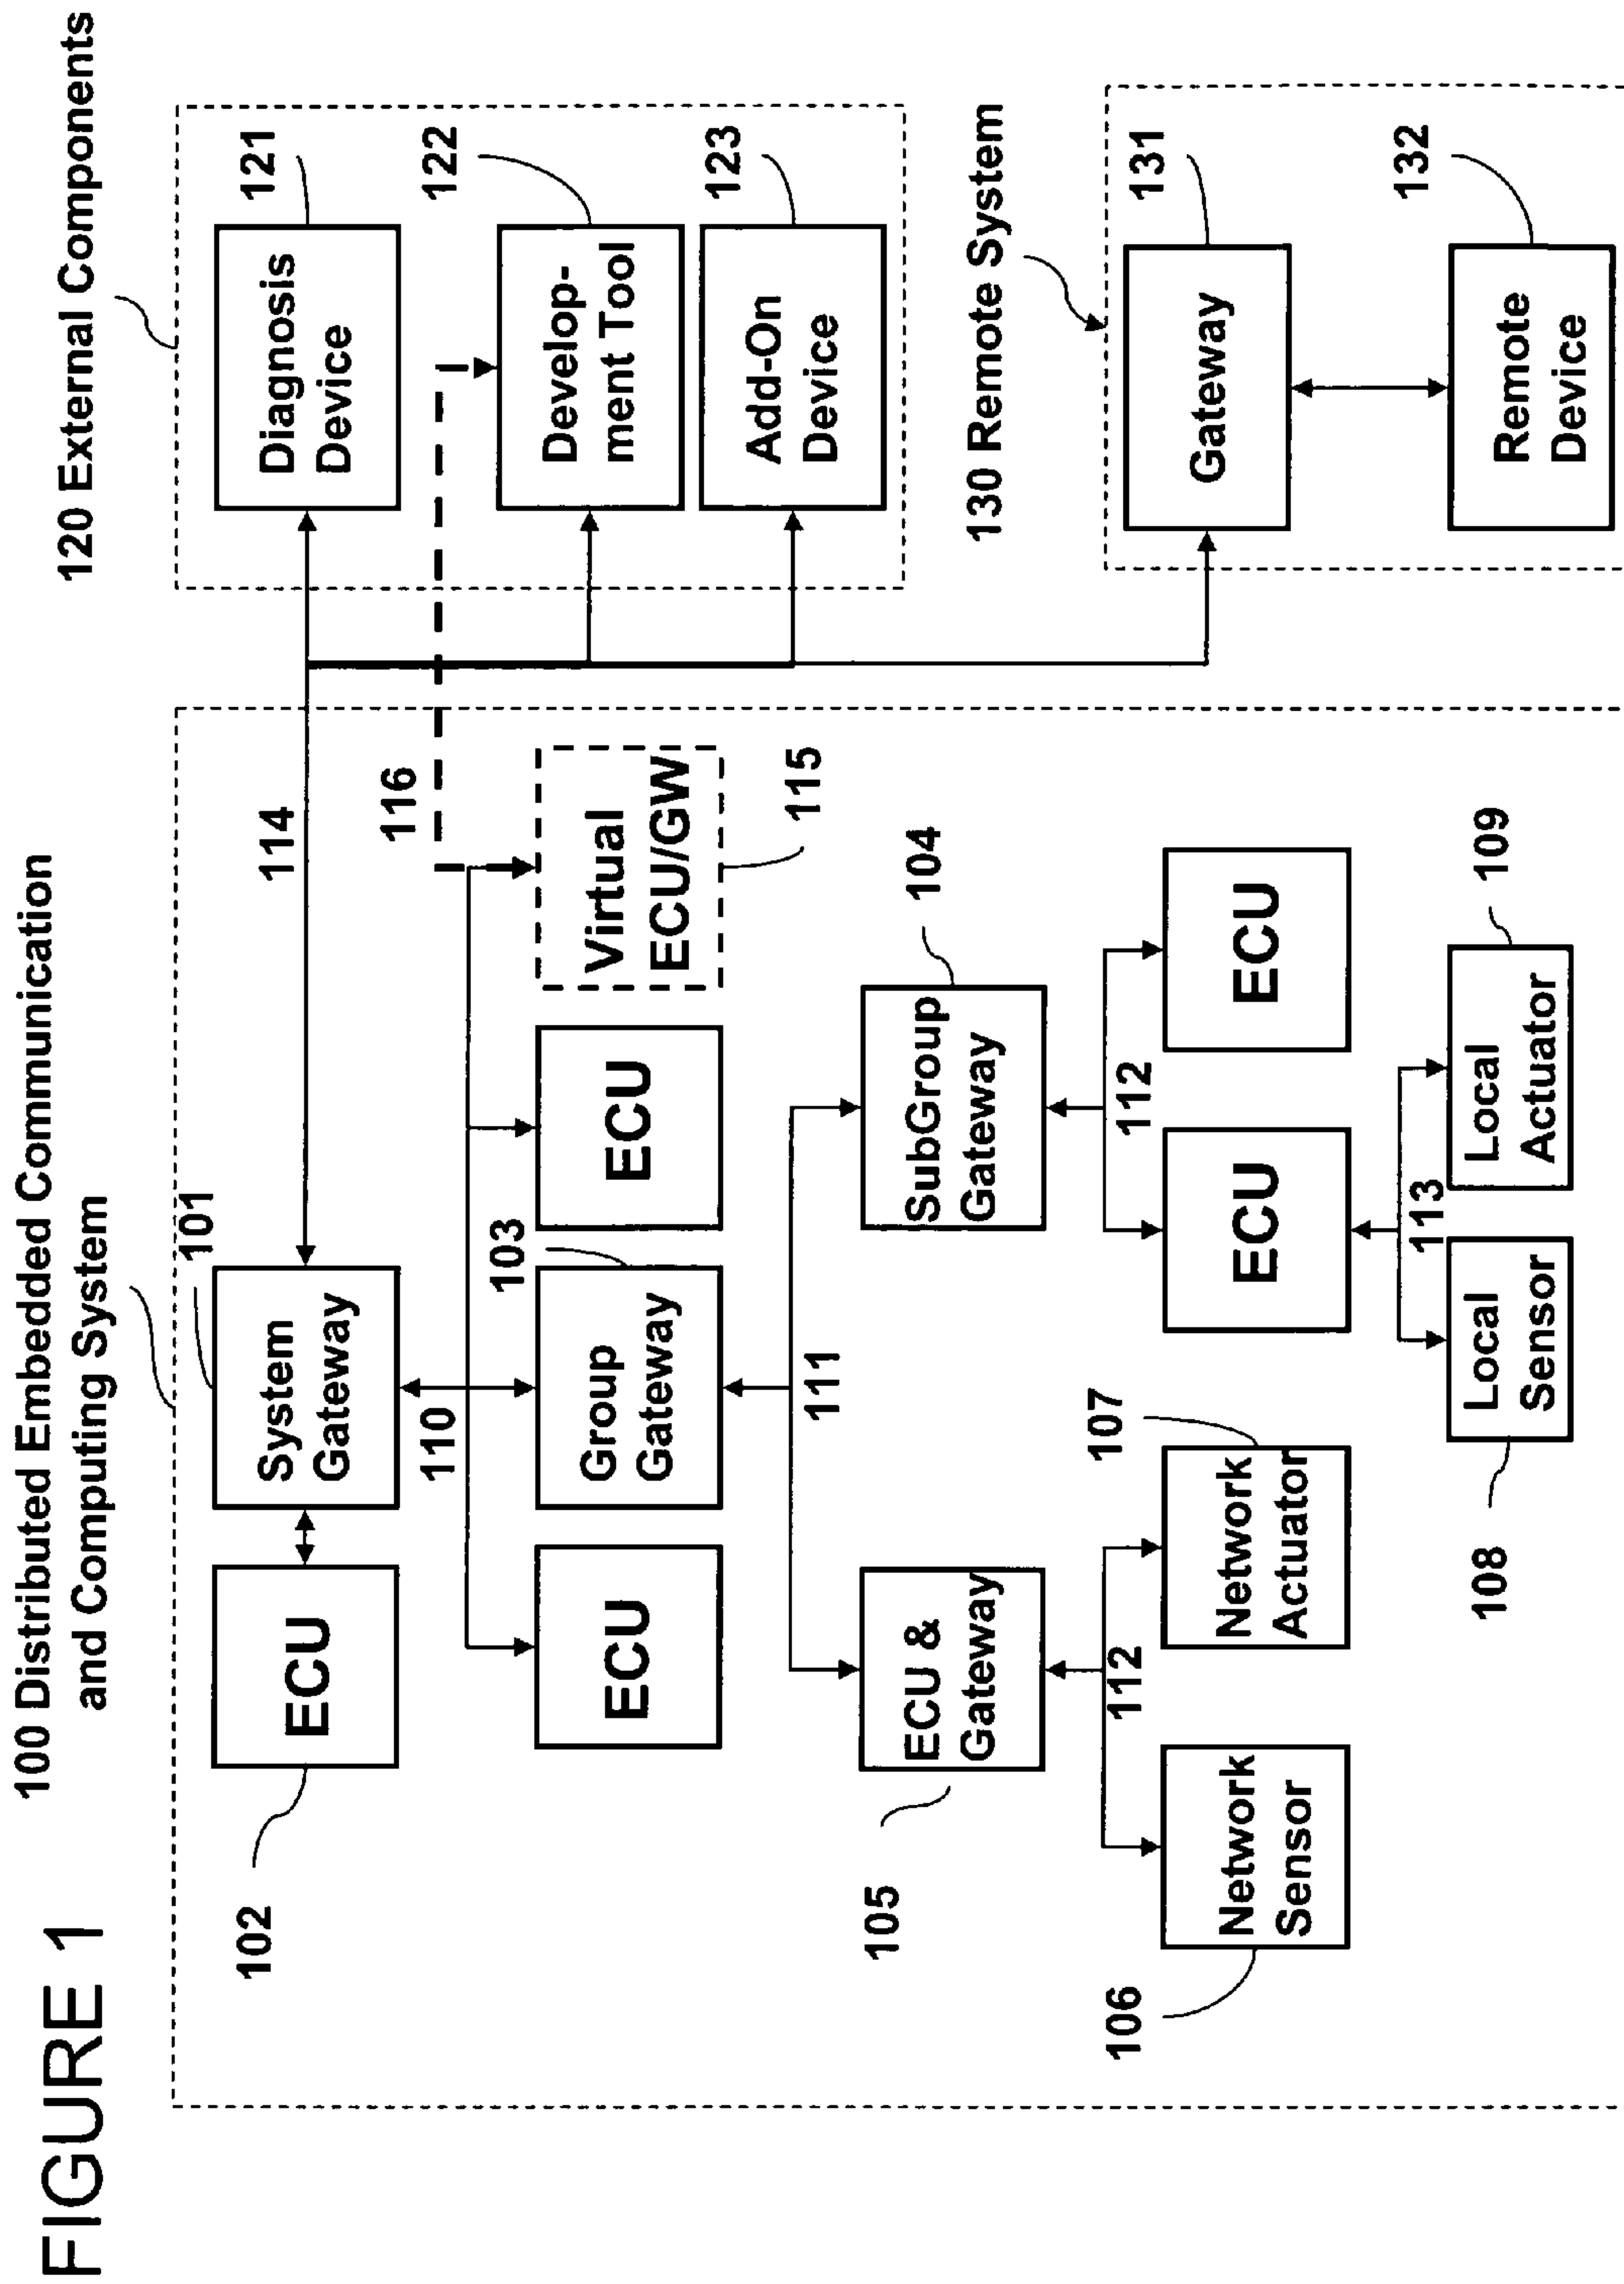 FIGURE 1
100 Distributed Embedded Communication
and Computing System
120 External Components
101
102
ECU
System
Gateway
114
Diagnosis
Device
121
110
116
103
ECU
Group
Gateway
ECU
Virtual
ECU/GW
115
Develop-
ment Tool
122
Add-On
Device
123
111
105
ECU &
Gateway
SubGroup
Gateway
104
130 Remote System
112
112
107
106
Network
Sensor
Network
Actuator
ECU
ECU
Gateway
131
113
109
108
Local
Sensor
Local
Actuator
Remote
Device
132